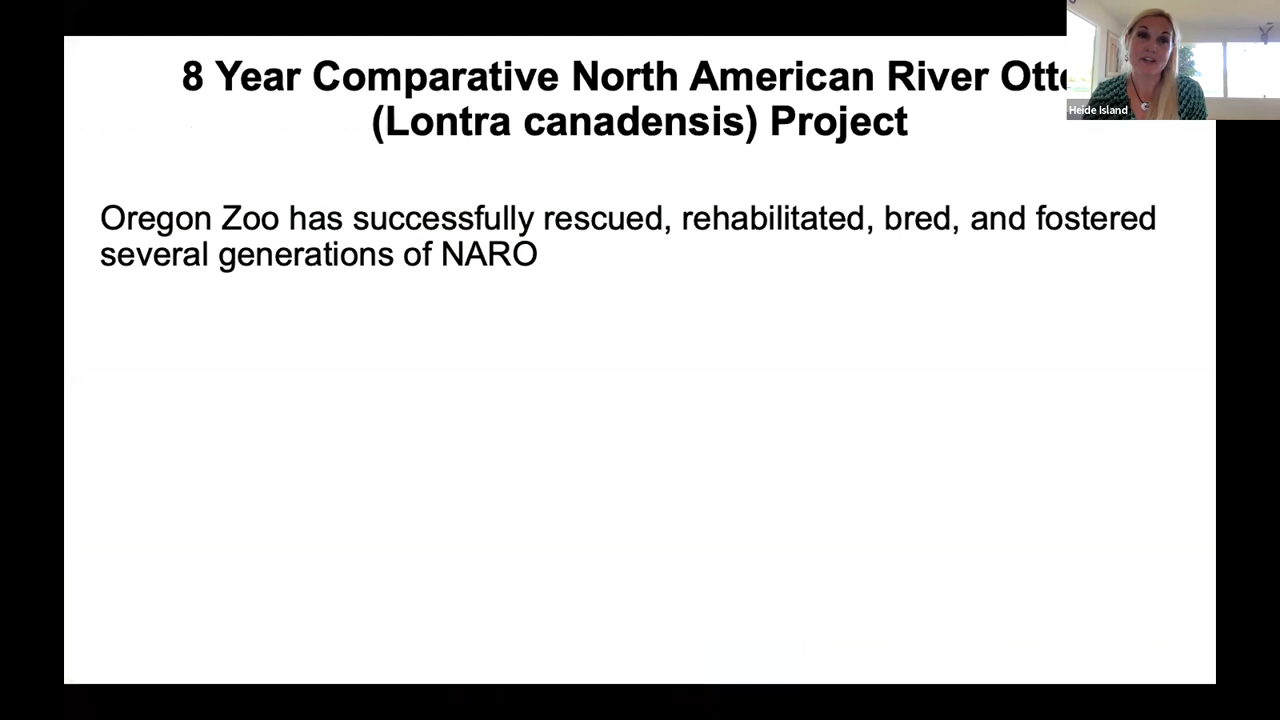 8 Year Comparative North American River Otte
(Lontra canadensis) Project
Heide Island
Oregon Zoo has successfully rescued, rehabilitated, bred, and fostered
several generations of NARO